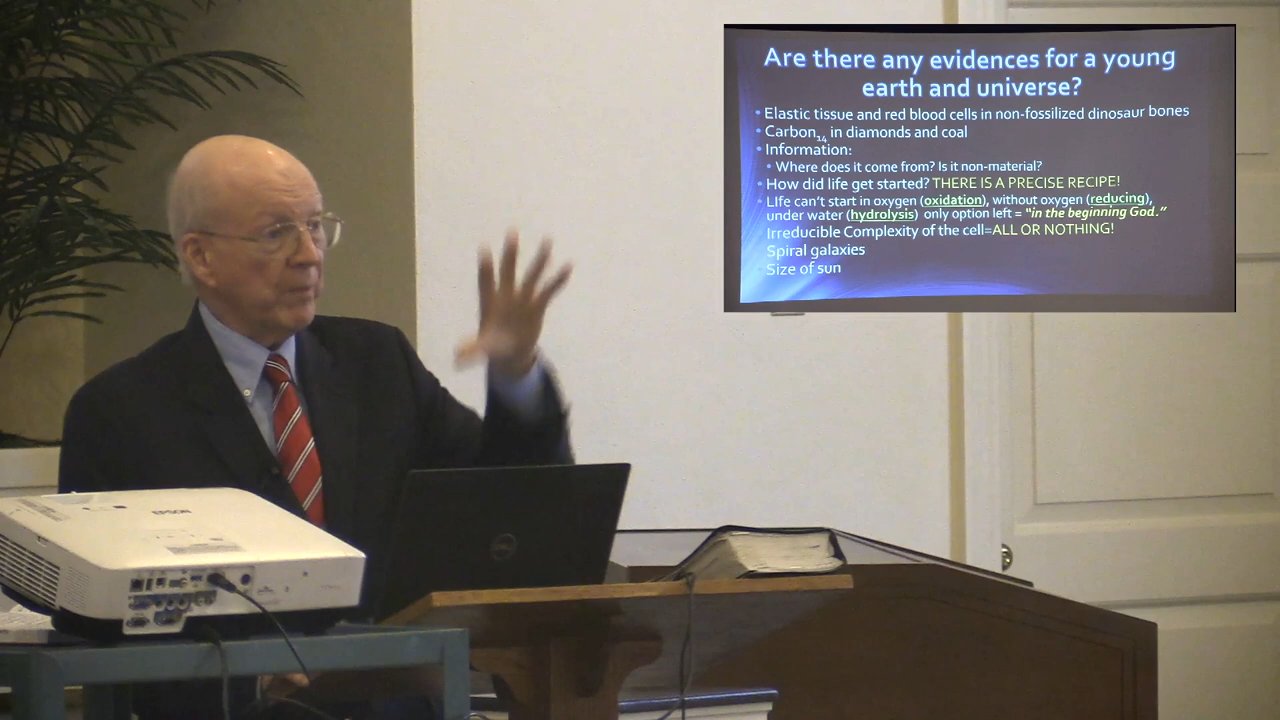 Are there any evidences for a young
earth and universe?
• Elastic tissue and red blood cells in non-fossilized dinosaur bones
• Carbon14 in diamonds and coal
• Information:
• Where does it come from? Is it non-material?
• How did life get started? THERE IS A PRECISE RECIPE!
• LIfe can't start in oxygen (oxidation), without oxygen (reducing),
under water (hydrolysis) only option left = "in the beginning God."
Irreducible Complexity of the cell=ALL OR NOTHING!
Spiral galaxies
Size of sun
EPSON
DELL